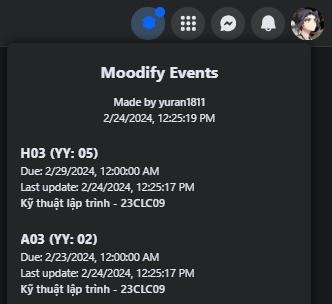 Moodify Events
Made by yuran1811
2/24/2024, 12:25:19 PM
H03 (YY: 05)
Due: 2/29/2024, 12:00:00 AM
Last update: 2/24/2024, 12:25:17 PM
Kỹ thuật lập trình - 23CLC09
A03 (YY: 02)
Due: 2/23/2024, 12:00:00 AM
Last update: 2/24/2024, 12:25:17 PM
Kỹ thuật lập trình - 23CLC09